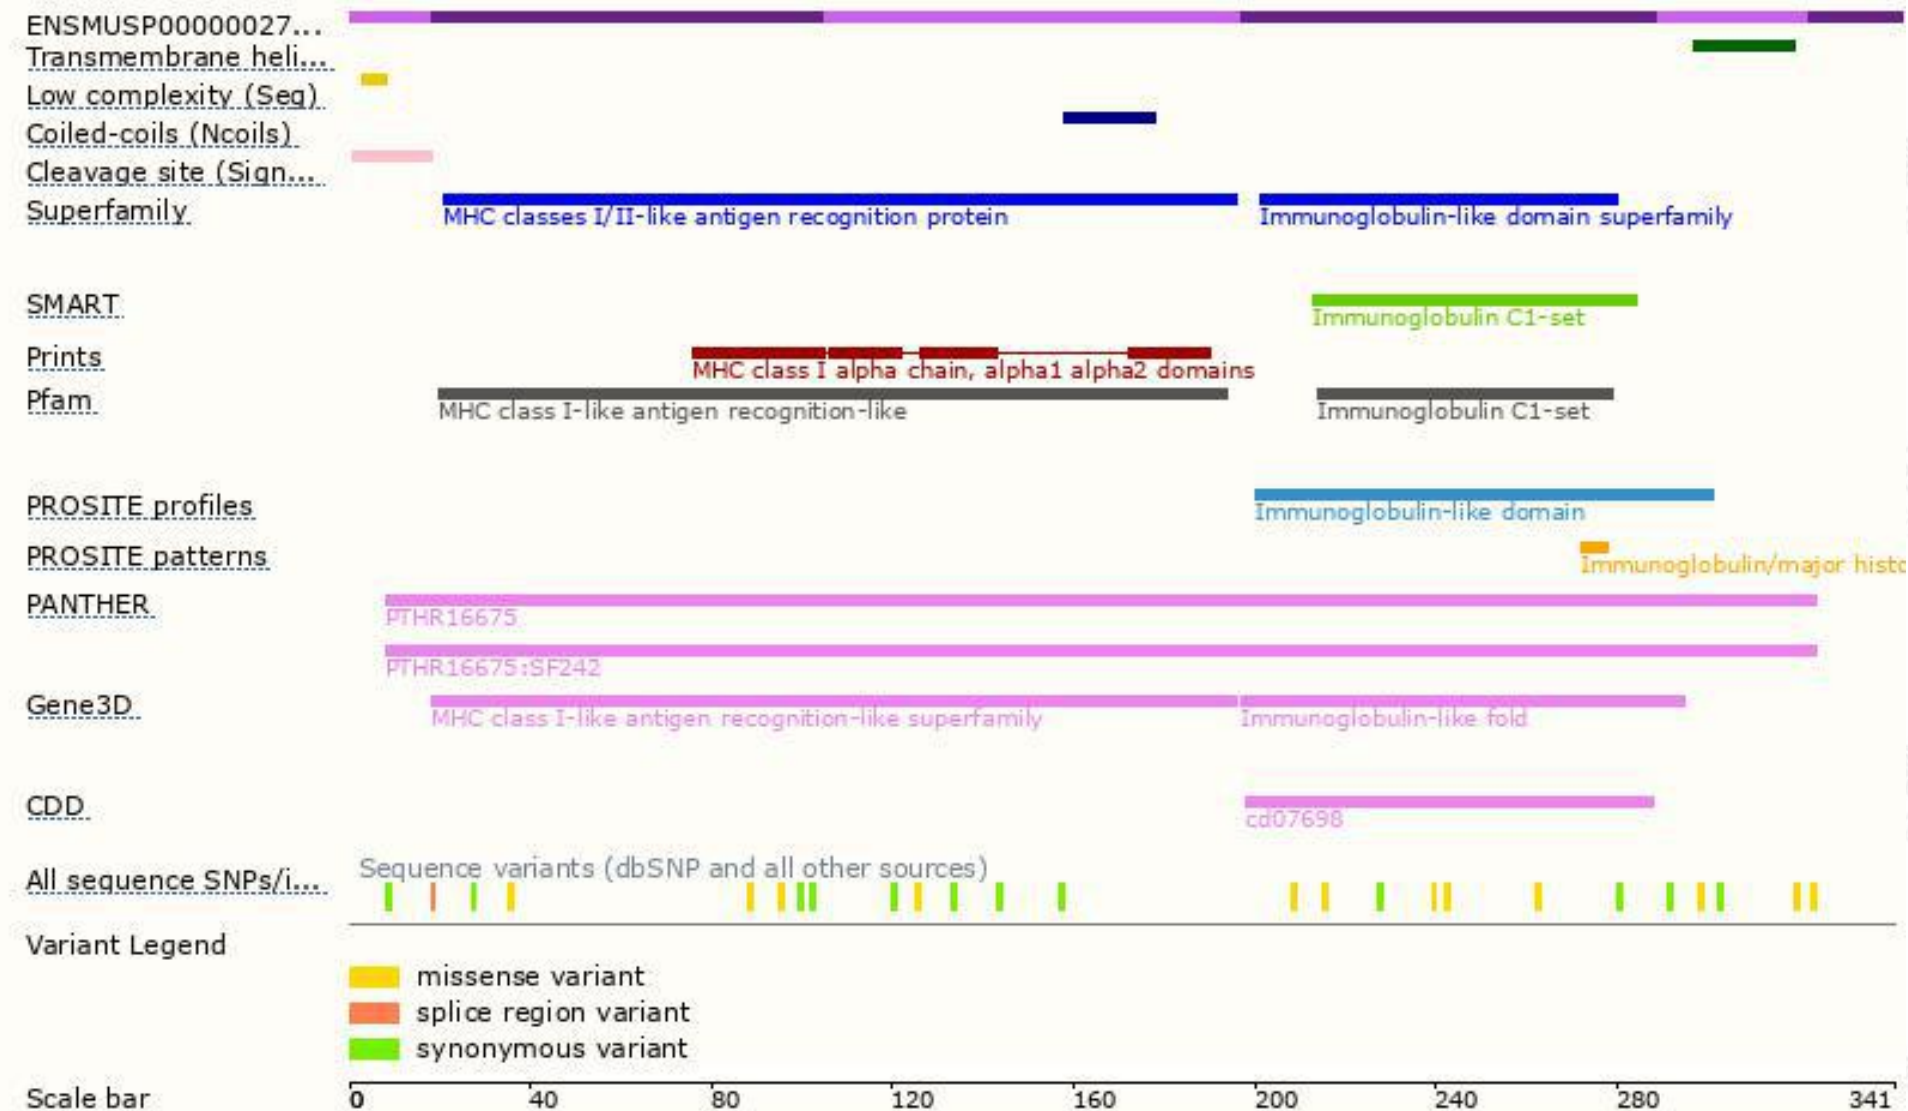 ENSMUSP00000027...
Transmembrane heli...
Low complexity (Seg)
Coiled-coils (Ncoils)
Cleavage site (Sign...
Superfamily
MHC classes I/II-like antigen recognition protein
Immunoglobulin-like domain superfamily
SMART
Immunoglobulin C1-set
Prints
MHC class I alpha chain, alpha1 alpha2 domains
Pfam
MHC class I-like antigen recognition-like
Immunoglobulin C1-set
PROSITE profiles
Immunoglobulin-like domain
PROSITE patterns
Immunoglobulin/major histo
PANTHER
PTHR16675
PTHR16675:SF242
Gene3D
MHC class I-like antigen recognition-like superfamily
Immunoglobulin-like fold
CDD
cd07698
Sequence variants (dbSNP and all other sources)
All sequence SNPs/i...
Variant Legend
missense variant
splice region variant
synonymous variant
Scale bar 0 40 80 120 160 200 240 280 341